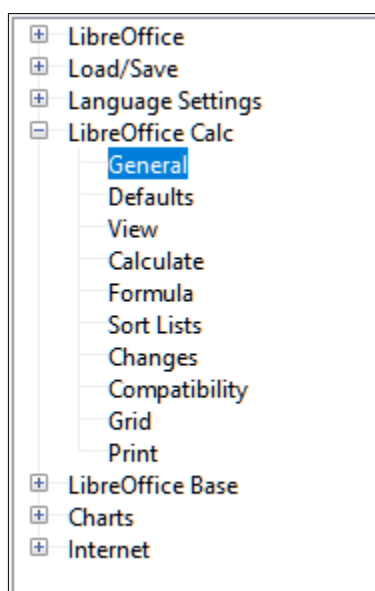 LibreOffice
Load/Save
Language Settings
LibreOffice Calc
General
Defaults
View
Calculate
Formula
Sort Lists
Changes
Compatibility
Grid
Print
LibreOffice Base
Charts
Internet